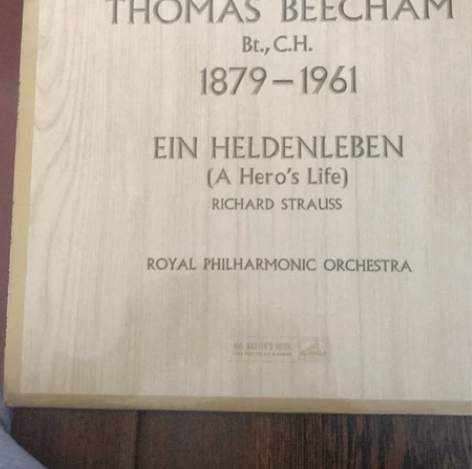 THOMAS BEECHAM
Bt., C.H.
1879–1961
EIN HELDENLEBEN
(A Hero's Life)
RICHARD STRAUSS
ROYAL PHILHARMONIC ORCHESTRA